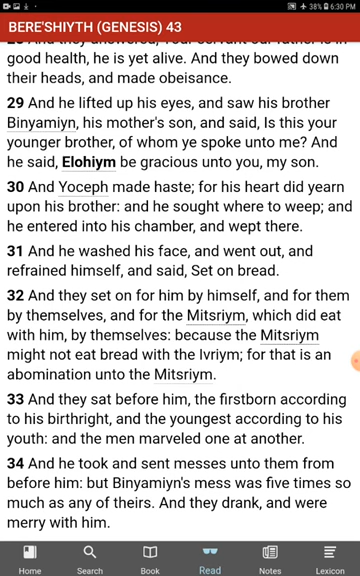 38% 6:30 PM
BERE'SHIYTH (GENESIS) 43
good health, he is yet alive. And they bowed down
their heads, and made obeisance.
29 And he lifted up his eyes, and saw his brother
Binyamiyn, his mother's son, and said, Is this your
younger brother, of whom ye spoke unto me? And
he said, Elohiym be gracious unto you, my son.
30 And Yoceph made haste; for his heart did yearn
upon his brother: and he sought where to weep; and
he entered into his chamber, and wept there.
31 And he washed his face, and went out, and
refrained himself, and said, Set on bread.
32 And they set on for him by himself, and for them
by themselves, and for the Mitsriym, which did eat
with him, by themselves: because the Mitsriym
might not eat bread with the Ivriym; for that is an
abomination unto the Mitsriym.
33 And they sat before him, the firstborn according
to his birthright, and the youngest according to his
youth: and the men marveled one at another.
34 And he took and sent messes unto them from
before him: but Binyamiyn's mess was five times so
much as any of theirs. And they drank, and were
merry with him.
Home Search Book Read Notes Lexicon